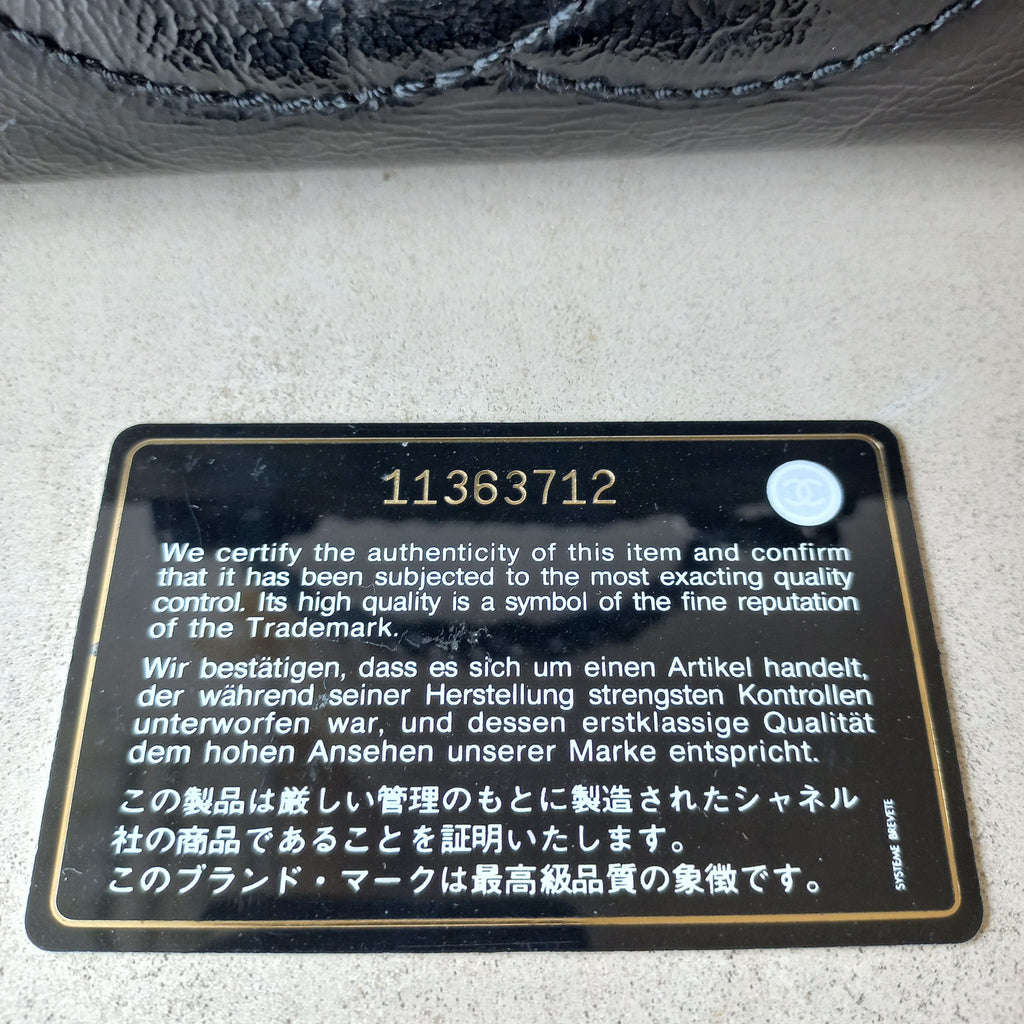 11363712
We certify the authenticity of this item and confirm
that it has been subjected to the most exacting quality
control. Its high quality is a symbol of the fine reputation
of the Trademark.
Wir bestätigen, dass es sich um einen Artikel handelt,
der während seiner Herstellung strengsten Kontrollen
unterworfen war, und dessen erstklassige Qualität
dem hohen Ansehen unserer Marke entspricht.
この製品は厳しい管理のもとに製造されたシャネル
社の商品であることを証明いたします。
このブランド・マークは最高級品質の象徴です。
SYSTEME BREVETE